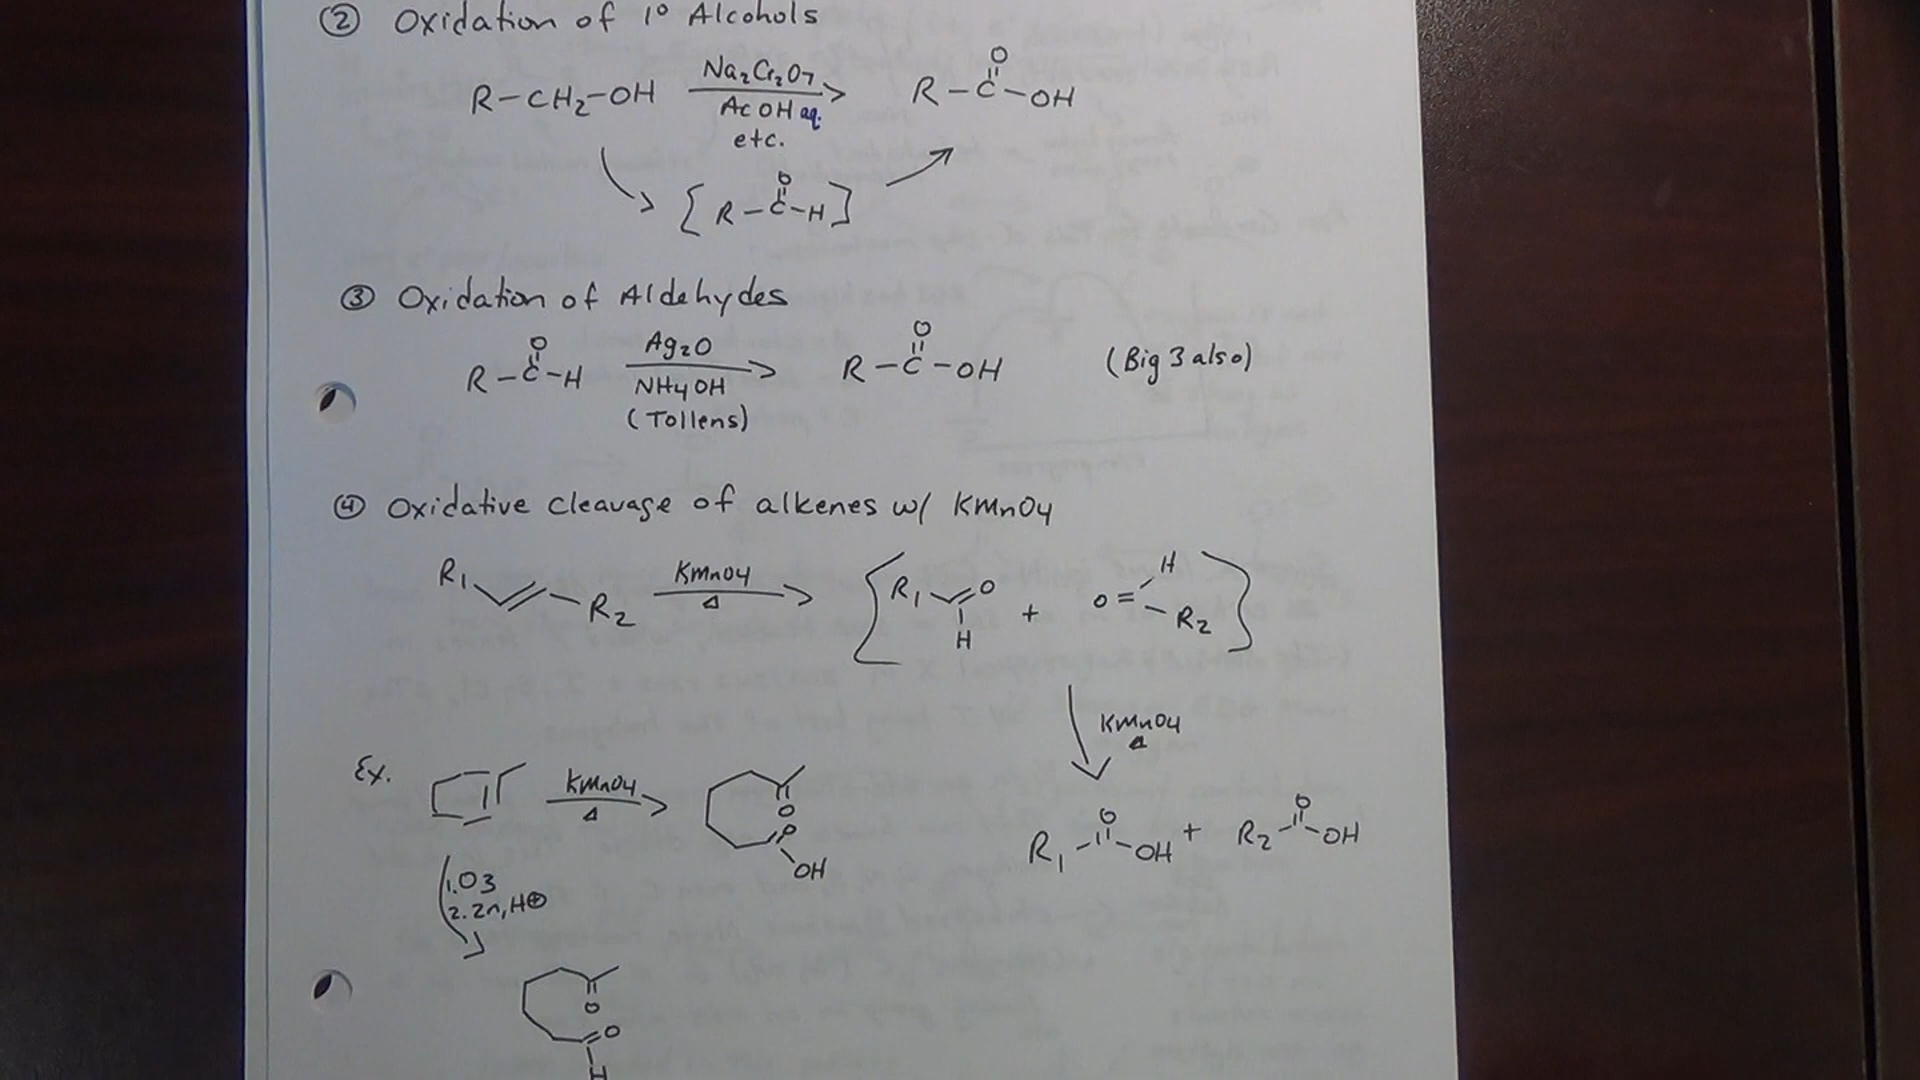 ② Oxidation of 1° Alcohols
R-CH₂-OH Na₂Cr₂O₇ AcOH aq. etc. R-C-OH O
[R-C-H] O
③ Oxidation of Aldehydes
R-C-H O Ag₂O NH₄OH (Tollens) R-C-OH O (Big 3 also)
④ Oxidative Cleavage of alkenes w/ KMnO₄
R₁ R₂ KMnO₄ Δ [R₁ O H + O= H R₂]
KMnO₄ Δ
Ex. KMnO₄ Δ O O OH
R₁ O OH + R₂ O OH
1. O₃
2. Zn, H⊕
O
O
H